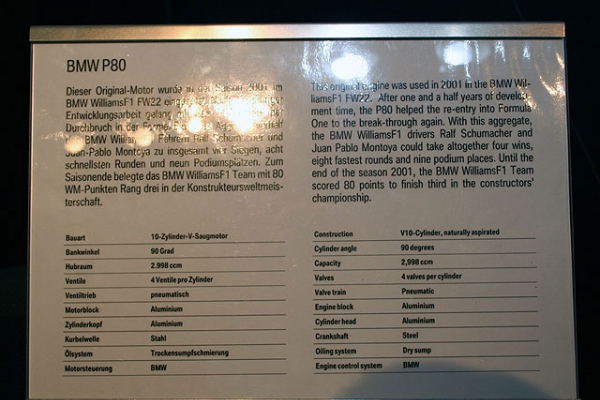 BMW P80
Dieser Original-Motor wurde in der Saison 2001 im
BMW WilliamsF1 FW22
Entwicklungsarbeit gelang
Durchbruch in der
BMW WilliamsF1 Fahrern Ralf Schumacher und
Juan-Pablo Montoya zu insgesamt vier Siegen, acht
schnellsten Runden und neun Podiumsplätzen. Zum
Saisonende belegte das BMW WilliamsF1 Team mit 80
WM-Punkten Rang drei in der Konstrukteursweltmeis-
terschaft.
Bauart 10-Zylinder-V-Saugmotor
Bankwinkel 90 Grad
Hubraum 2.998 ccm
Ventile 4 Ventile pro Zylinder
Ventiltrieb pneumatisch
Motorblock Aluminium
Zylinderkopf Aluminium
Kurbelwelle Stahl
Ölsystem Trockensumpfschmierung
Motorsteuerung BMW
This original engine was used in 2001 in the BMW Wil-
liamsF1 FW22. After one and a half years of develop-
ment time, the P80 helped the re-entry into Formula
One to the break-through again. With this aggregate,
the BMW WilliamsF1 drivers Ralf Schumacher and
Juan Pablo Montoya could take altogether four wins,
eight fastest rounds and nine podium places. Until the
end of the season 2001, the BMW WilliamsF1 Team
scored 80 points to finish third in the constructors'
championship.
Construction V10-Cylinder, naturally aspirated
Cylinder angle 90 degrees
Capacity 2,998 ccm
Valves 4 valves per cylinder
Valve train Pneumatic
Engine block Aluminium
Cylinder head Aluminium
Crankshaft Steel
Oiling system Dry sump
Engine control system BMW